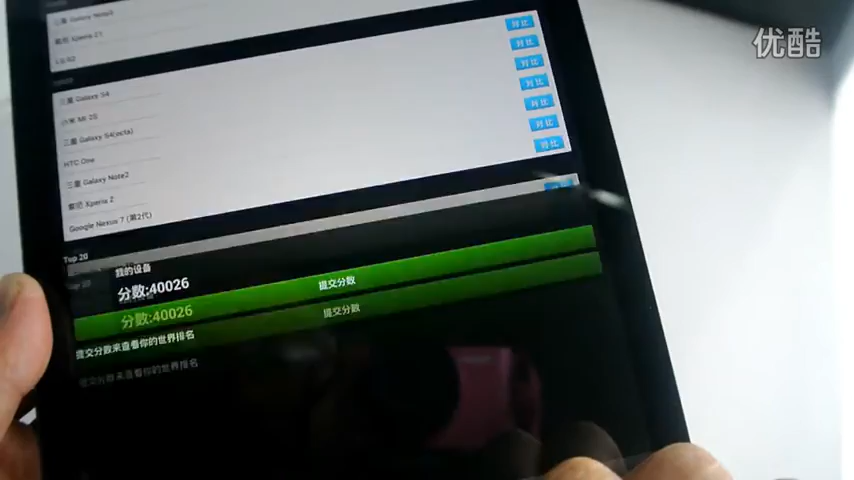 优酷
三星 Galaxy Note3
索尼 Xperia Z1
LG G2
对比
三星 Galaxy S4
对比
小米 Mi 2S
对比
三星 Galaxy S4(octa)
对比
HTC One
对比
三星 Galaxy Note2
对比
索尼 Xperia Z
对比
Google Nexus 7 (第2代)
Top 20
我的设备
分数:40026
提交分数
分数:40026
提交分数
提交分数来查看你的世界排名
提交分数来查看你的世界排名